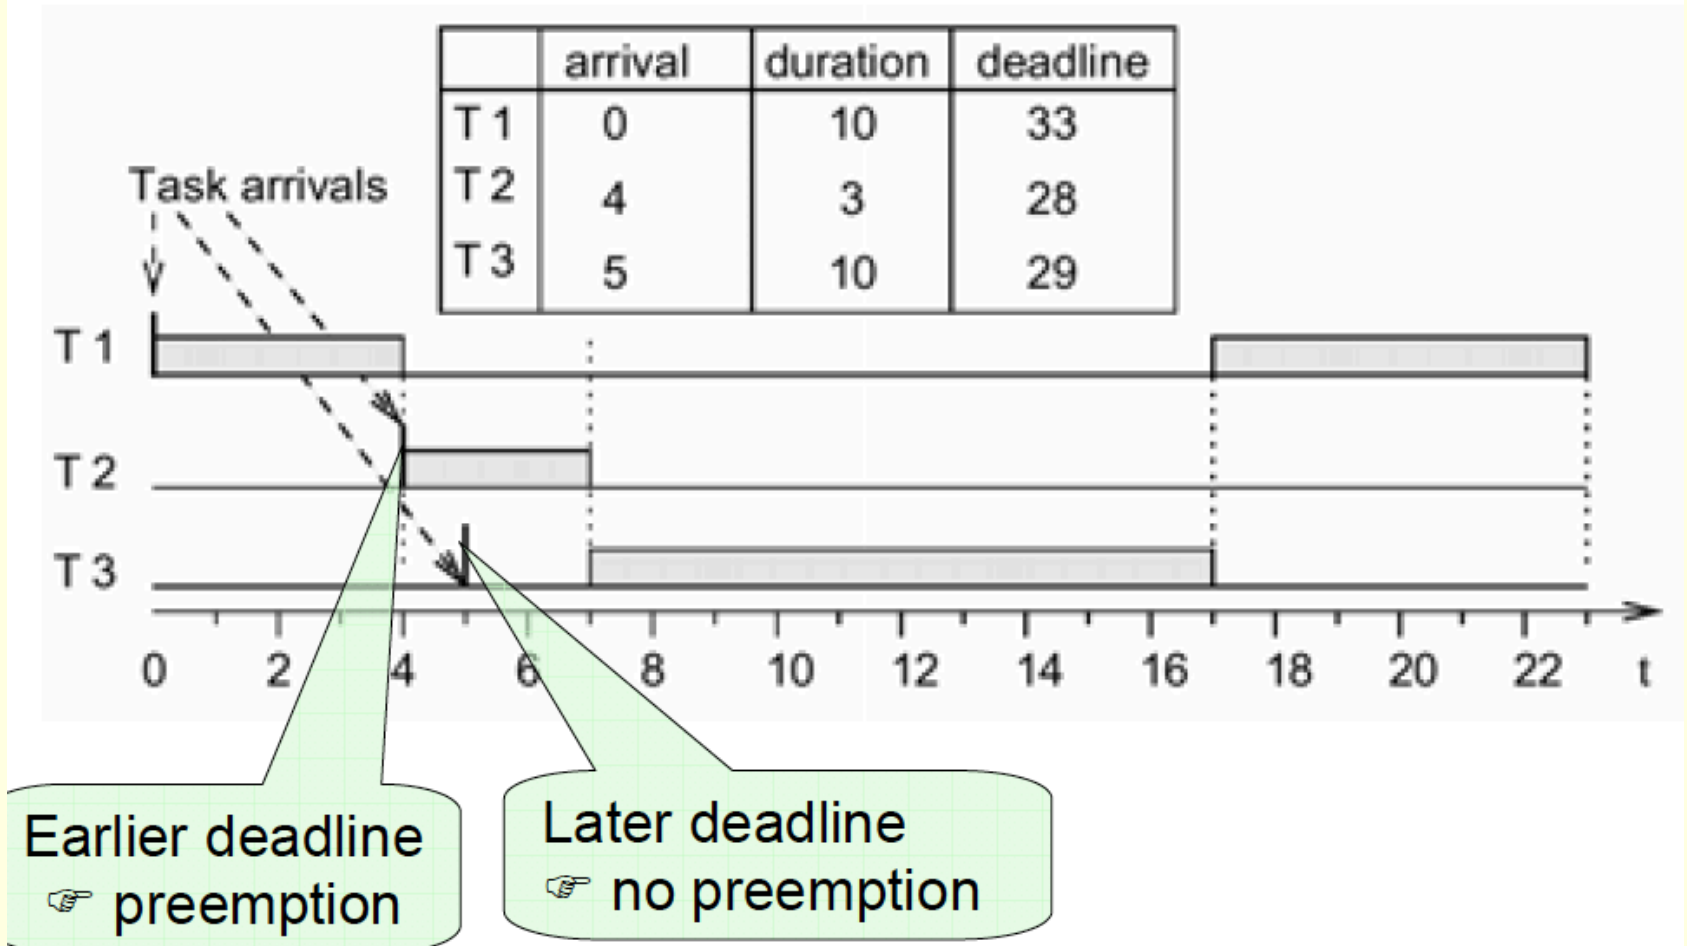 arrival duration deadline
T 1 0 10 33
T 2 4 3 28
T 3 5 10 29
Task arrivals
T 1
T 2
T 3
0 2 4 6 8 10 12 14 16 18 20 22 t
Earlier deadline
☞ preemption
Later deadline
☞ no preemption